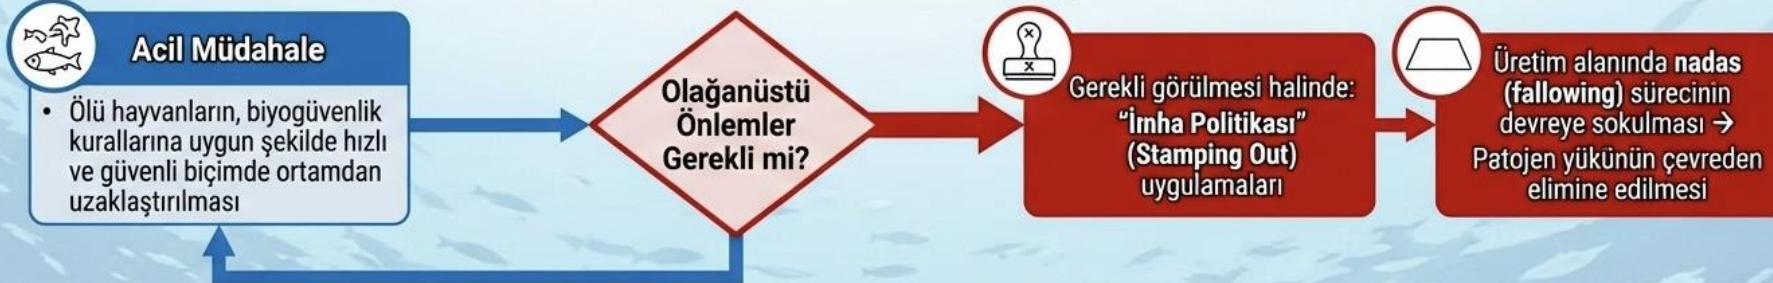 Acil Müdahale
• Ölü hayvanların, biyogüvenlik
kurallarına uygun şekilde hızlı
ve güvenli biçimde ortamdan
uzaklaştırılması
Olağanüstü
Önlemler
Gerekli mi?
Gerekli görülmesi halinde:
"İmha Politikası"
(Stamping Out)
uygulamaları
Üretim alanında nadas
(fallowing) sürecinin
devreye sokulması →
Patojen yükünün çevreden
elimine edilmesi